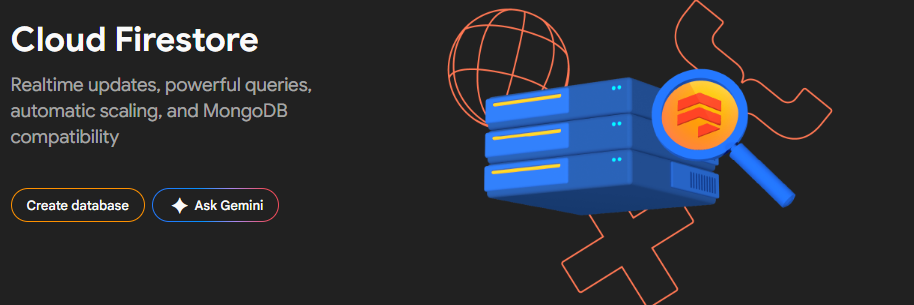 Cloud Firestore
Realtime updates, powerful queries,
automatic scaling, and MongoDB
compatibility
Create database
Ask Gemini